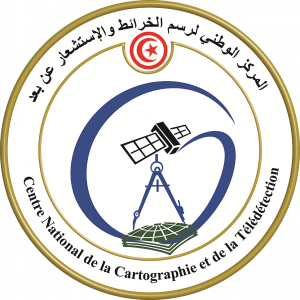 المركز الوطني لرسم الخرائط والإستشعار عن بعد
Centre National de la Cartographie et de la Télédétection